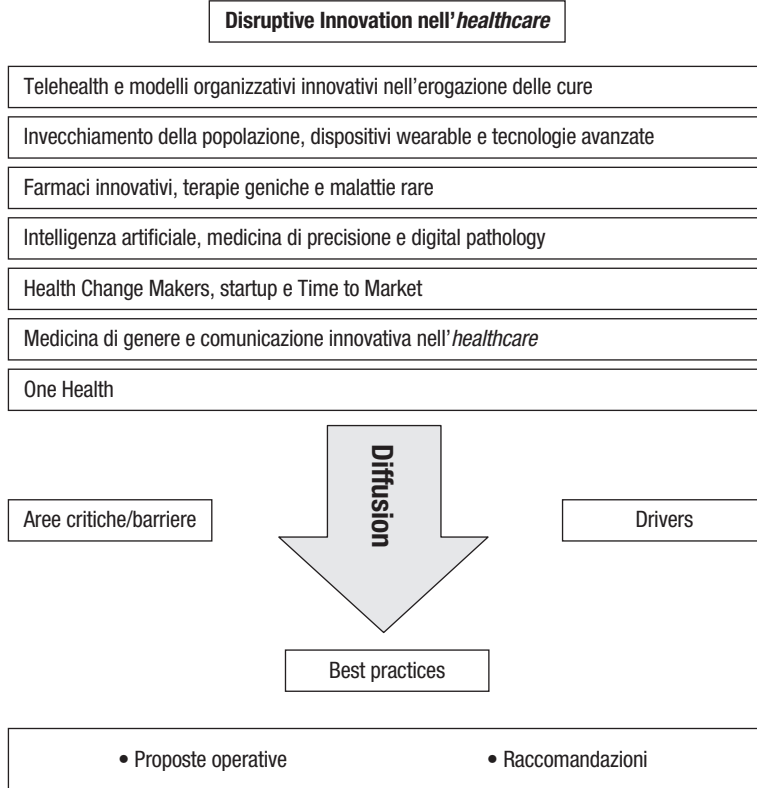 Disruptive Innovation nell'healthcare
Telehealth e modelli organizzativi innovativi nell'erogazione delle cure
Invecchiamento della popolazione, dispositivi wearable e tecnologie avanzate
Farmaci innovativi, terapie geniche e malattie rare
Intelligenza artificiale, medicina di precisione e digital pathology
Health Change Makers, startup e Time to Market
Medicina di genere e comunicazione innovativa nell'healthcare
One Health
Diffusion
Aree critiche/barriere
Drivers
Best practices
• Proposte operative
• Raccomandazioni